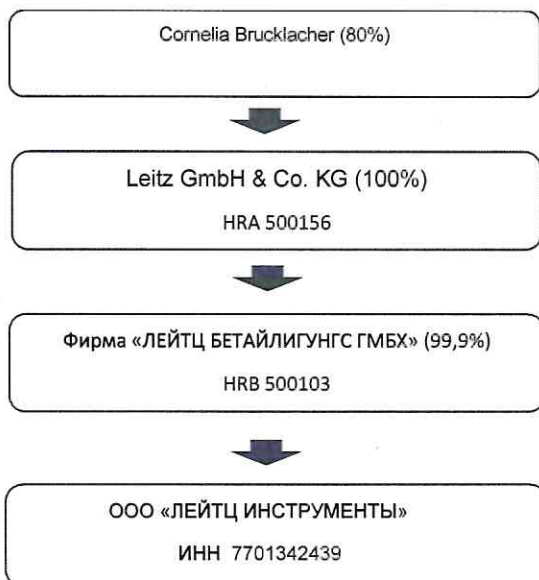 Cornelia Brucklacher (80%)
Leitz GmbH & Co. KG (100%)
HRA 500156
Фирма «ЛЕЙТЦ БЕТАЙЛИГУНГС ГМБХ» (99,9%)
HRB 500103
ООО «ЛЕЙТЦ ИНСТРУМЕНТЫ»
ИНН 7701342439